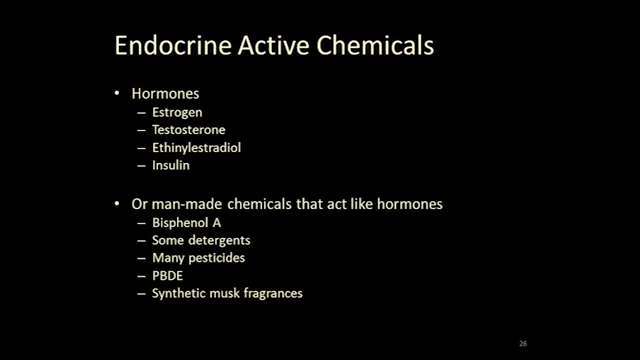 Endocrine Active Chemicals
• Hormones
– Estrogen
– Testosterone
– Ethinylestradiol
– Insulin
• Or man-made chemicals that act like hormones
– Bisphenol A
– Some detergents
– Many pesticides
– PBDE
– Synthetic musk fragrances
26